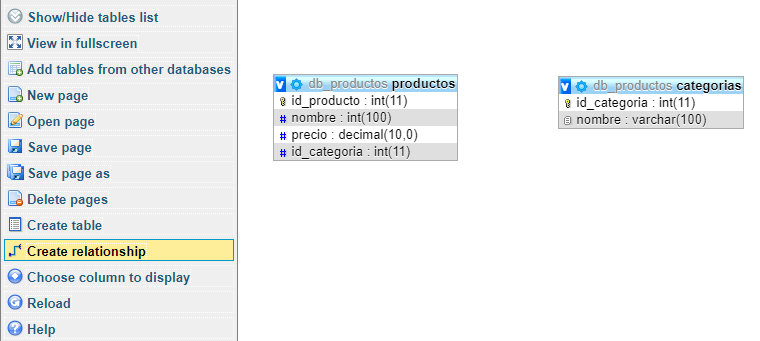 Show/Hide tables list
View in fullscreen
Add tables from other databases
New page
Open page
Save page
Save page as
Delete pages
Create table
Create relationship
Choose column to display
Reload
Help
v db_productos productos
id_producto : int(11)
# nombre : int(100)
# precio : decimal(10,0)
# id_categoria : int(11)
v db_productos categorias
id_categoria : int(11)
nombre : varchar(100)